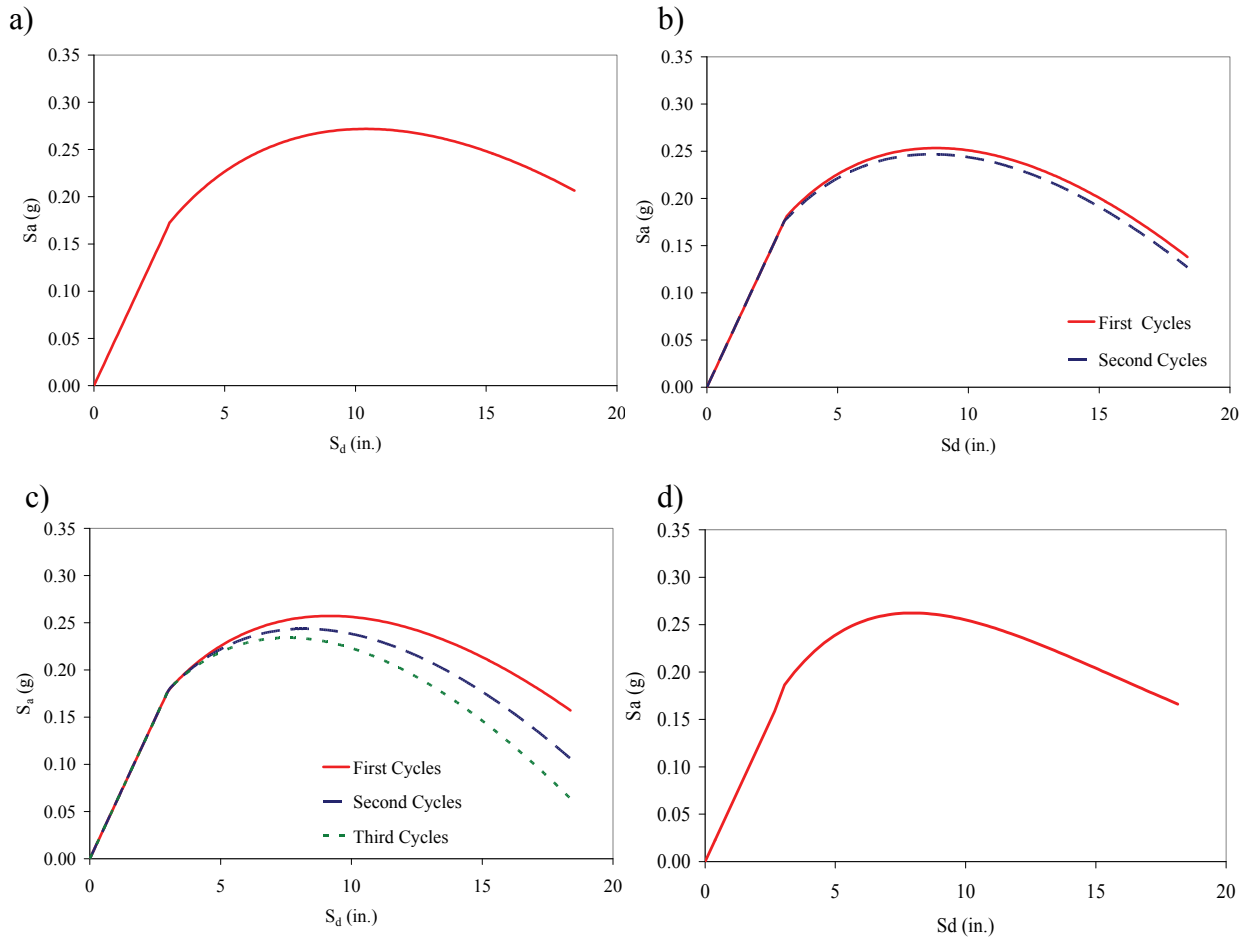 a)
0.35
0.30
0.25
0.20
0.15
0.10
0.05
0.00
Sa (g)
0 5 10 15 20
S_d (in.)
b)
0.35
0.30
0.25
0.20
0.15
0.10
0.05
0.00
Sa (g)
First Cycles
Second Cycles
0 5 10 15 20
Sd (in.)
c)
0.35
0.30
0.25
0.20
0.15
0.10
0.05
0.00
S_a (g)
First Cycles
Second Cycles
Third Cycles
0 5 10 15 20
S_d (in.)
d)
0.35
0.30
0.25
0.20
0.15
0.10
0.05
0.00
Sa (g)
0 5 10 15 20
Sd (in.)